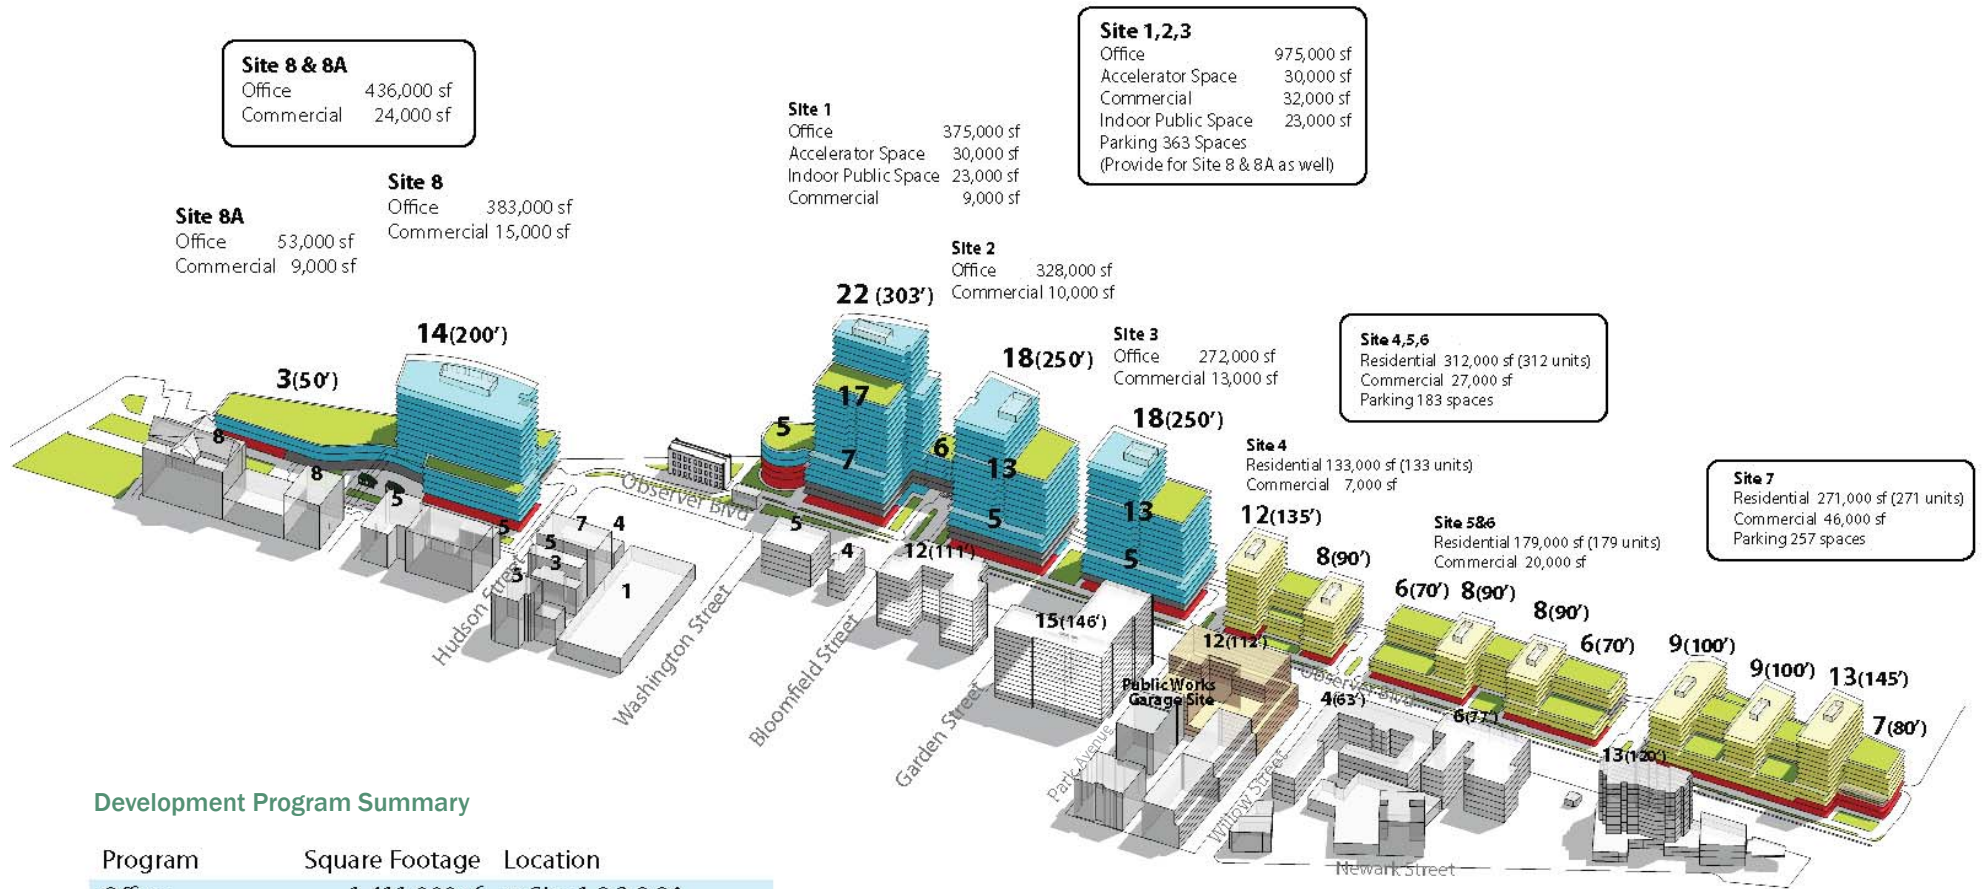 Site 8 & 8A
Office 436,000 sf
Commercial 24,000 sf
Site 8
Office 383,000 sf
Commercial 15,000 sf
Site 8A
Office 53,000 sf
Commercial 9,000 sf
SIte 1
Office 375,000 sf
Accelerator Space 30,000 sf
Indoor Public Space 23,000 sf
Commercial 9,000 sf
Site 1,2,3
Office 975,000 sf
Accelerator Space 30,000 sf
Commercial 32,000 sf
Indoor Public Space 23,000 sf
Parking 363 Spaces
(Provide for Site 8 & 8A as well)
SIte 2
Office 328,000 sf
Commercial 10,000 sf
SIte 3
Office 272,000 sf
Commercial 13,000 sf
Site 4,5,6
Residential 312,000 sf (312 units)
Commercial 27,000 sf
Parking 183 spaces
Site 4
Residential 133,000 sf (133 units)
Commercial 7,000 sf
Site 5&6
Residential 179,000 sf (179 units)
Commercial 20,000 sf
Site 7
Residential 271,000 sf (271 units)
Commercial 46,000 sf
Parking 257 spaces
3(50')
14(200')
22 (303')
18(250')
18(250')
12(135')
8(90')
6(70')
8(90')
8(90')
6(70')
9(100')
9(100')
13(145')
7(80')
8
8
5
5
5
7
4
5
3
5
1
17
7
5
6
13
5
13
5
5
4
12(111')
15(146')
12(112')
4(63')
6(77')
13(120')
Public Works
Garage Site
Observer Blvd
Observer Blvd
Hudson Street
Washington Street
Bloomfield Street
Garden Street
Park Avenue
Willow Street
Newark Street
Development Program Summary
Program Square Footage Location